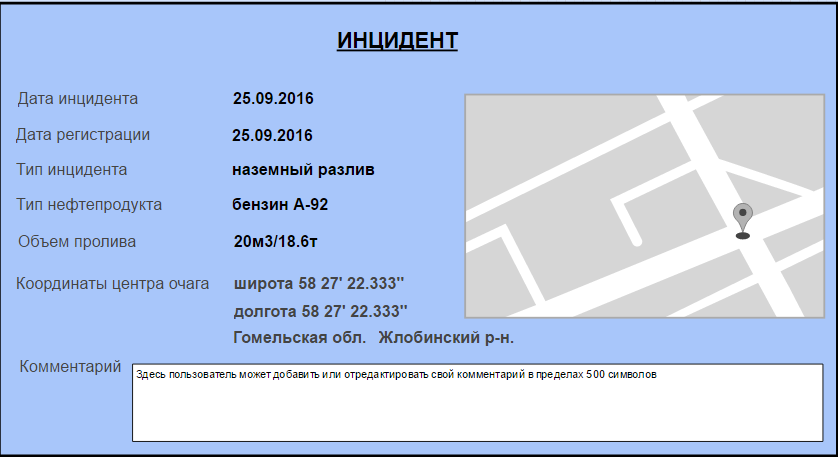 ИНЦИДЕНТ
Дата инцидента 25.09.2016
Дата регистрации 25.09.2016
Тип инцидента наземный разлив
Тип нефтепродукта бензин А-92
Объем пролива 20м3/18.6т
Координаты центра очага широта 58 27' 22.333''
долгота 58 27' 22.333''
Гомельская обл. Жлобинский р-н.
Комментарий
Здесь пользователь может добавить или отредактировать свой комментарий в пределах 500 символов